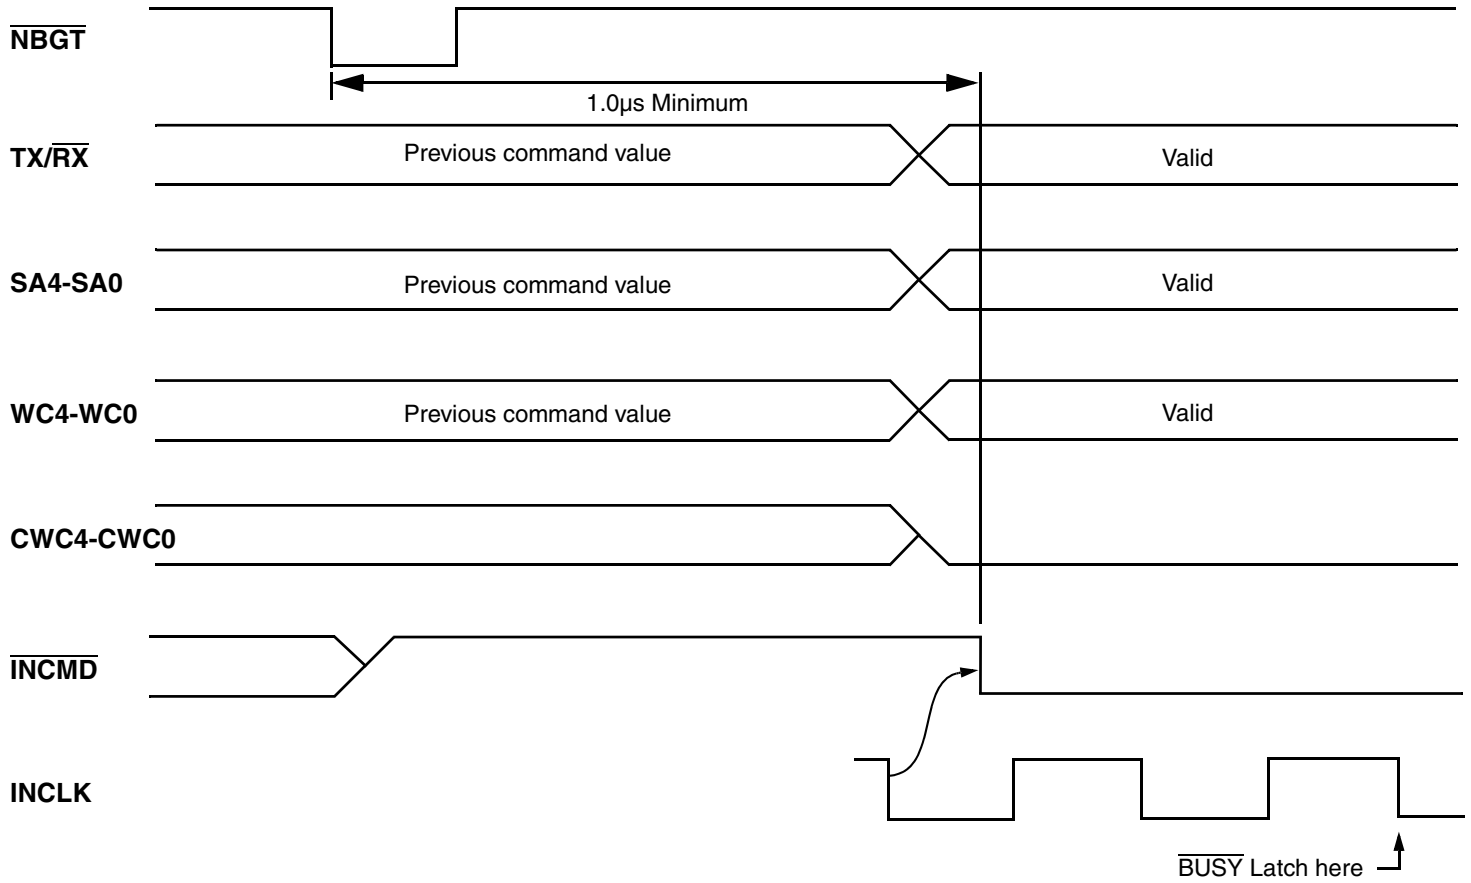 NBGT
1.0µs Minimum
TX/RX
Previous command value
Valid
SA4-SA0
Previous command value
Valid
WC4-WC0
Previous command value
Valid
CWC4-CWC0
INCMD
INCLK
BUSY Latch here